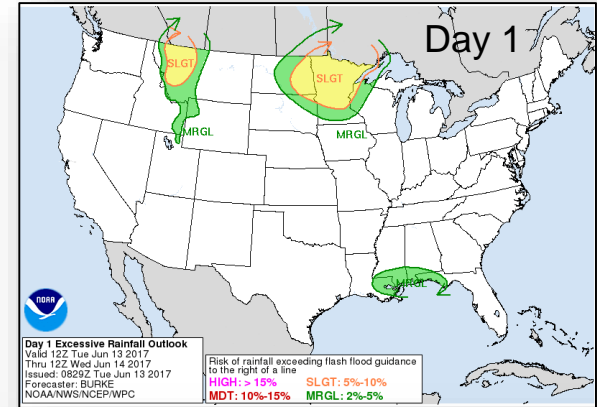 Day 1
SLGT
SLGT
MRGL
MRGL
MRGL
NOAA
Day 1 Excessive Rainfall Outlook
Valid 12Z Tue Jun 13 2017
Thru 12Z Wed Jun 14 2017
Issued: 0829Z Tue Jun 13 2017
Forecaster: BURKE
NOAA/NWS/NCEP/WPC
Risk of rainfall exceeding flash flood guidance
to the right of a line
HIGH: > 15% SLGT: 5%-10%
MDT: 10%-15% MRGL: 2%-5%